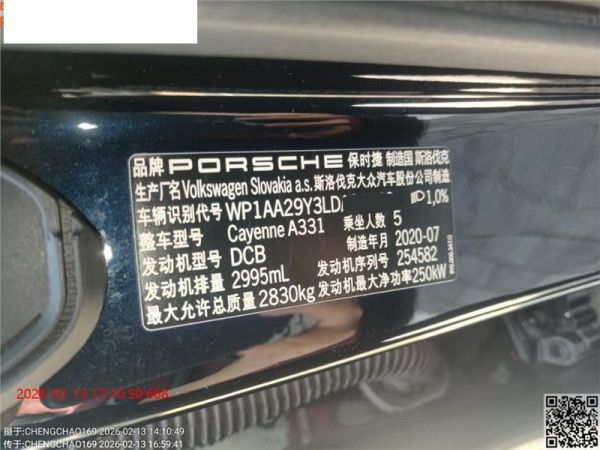 品牌 PORSCHE 保时捷 制造国 斯洛伐克
生产厂名 Volkswagen Slovakia a.s. 斯洛伐克大众汽车股份公司制造
车辆识别代号 WP1AA29Y3LD 1,0%
整车型号 Cayenne A331 乘坐人数 5
发动机型号 DCB 制造年月 2020-07
发动机排量 2995mL 发动机序列号 254582
最大允许总质量 2830kg 发动机最大净功率 250kW
摄于:CHENGCHAO169 2026-02-13 14:10:49
传于:CHENGCHAO169 2026-02-13 16:59:41